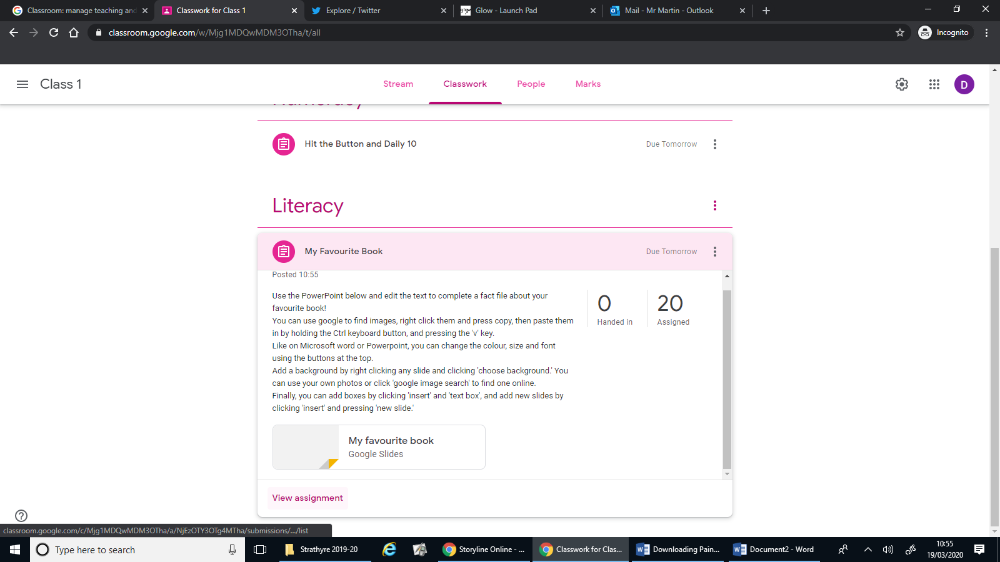 Classroom: manage teaching and
Classwork for Class 1
Explore / Twitter
glow
Glow - Launch Pad
Mail - Mr Martin - Outlook
classroom.google.com/w/Mjg1MDQwMDM3OTha/t/all
Incognito
Class 1
Stream
Classwork
People
Marks
D
Hit the Button and Daily 10
Due Tomorrow
Literacy
My Favourite Book
Due Tomorrow
Posted 10:55
Use the PowerPoint below and edit the text to complete a fact file about your
favourite book!
You can use google to find images, right click them and press copy, then paste them
in by holding the Ctrl keyboard button, and pressing the 'v' key.
Like on Microsoft word or Powerpoint, you can change the colour, size and font
using the buttons at the top.
Add a background by right clicking any slide and clicking 'choose background.' You
can use your own photos or click 'google image search' to find one online.
Finally, you can add boxes by clicking 'insert' and 'text box', and add new slides by
clicking 'insert' and pressing 'new slide.'
0
Handed in
20
Assigned
My favourite book
Google Slides
View assignment
classroom.google.com/c/Mjg1MDQwMDM3OTha/a/NjEzOTY3OTg4MTha/submissions/.../list
Type here to search
Strathyre 2019-20
Storyline Online - ...
Classwork for Clas...
Downloading Pain...
Document2 - Word
10:55
19/03/2020